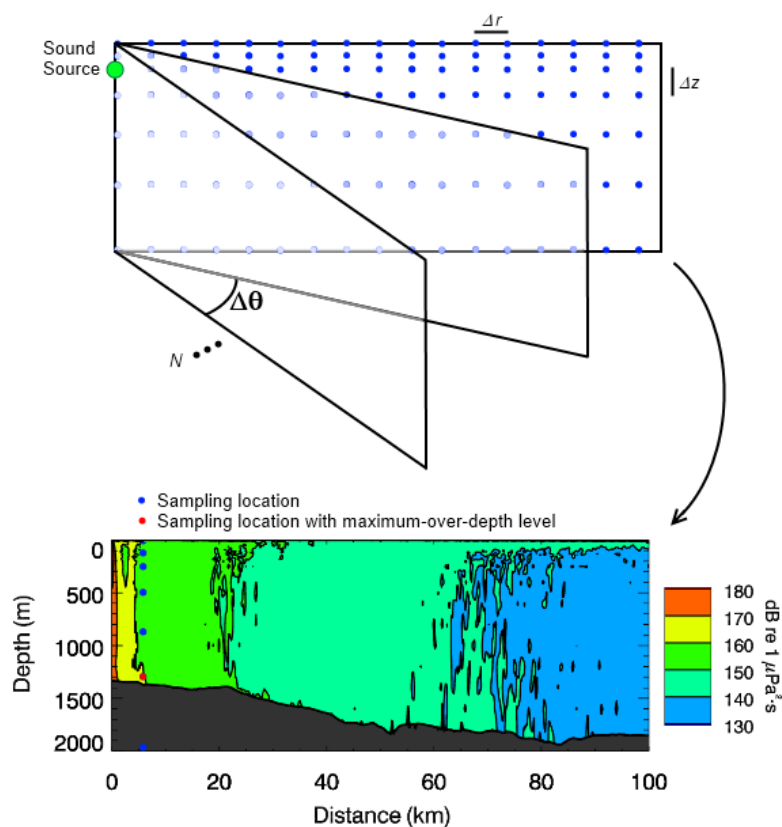 Δr
Sound
Source
Δz
Δθ
N
Sampling location
Sampling location with maximum-over-depth level
0
500
1000
1500
2000
Depth (m)
0 20 40 60 80 100
Distance (km)
180
170
160
150
140
130
dB re 1 μPa²·s